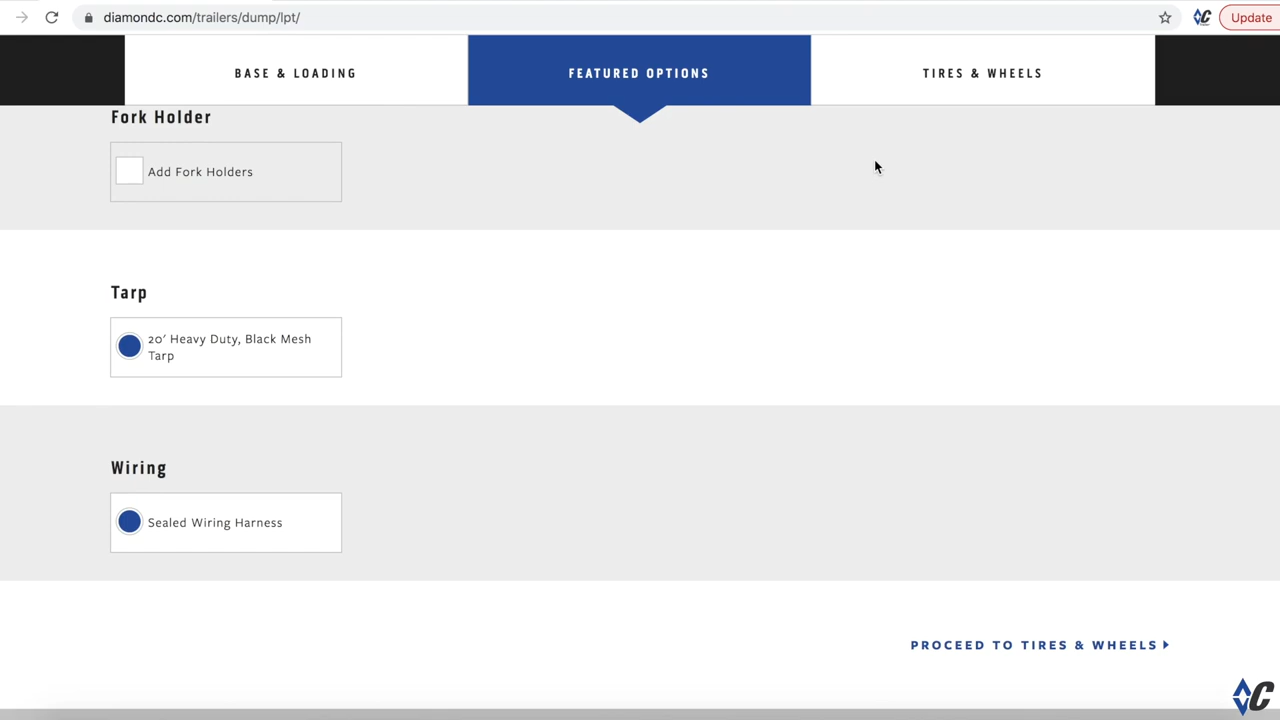 diamondc.com/trailers/dump/lpt/
Update
BASE & LOADING
FEATURED OPTIONS
TIRES & WHEELS
Fork Holder
Add Fork Holders
Tarp
20′ Heavy Duty, Black Mesh
Tarp
Wiring
Sealed Wiring Harness
PROCEED TO TIRES & WHEELS
C